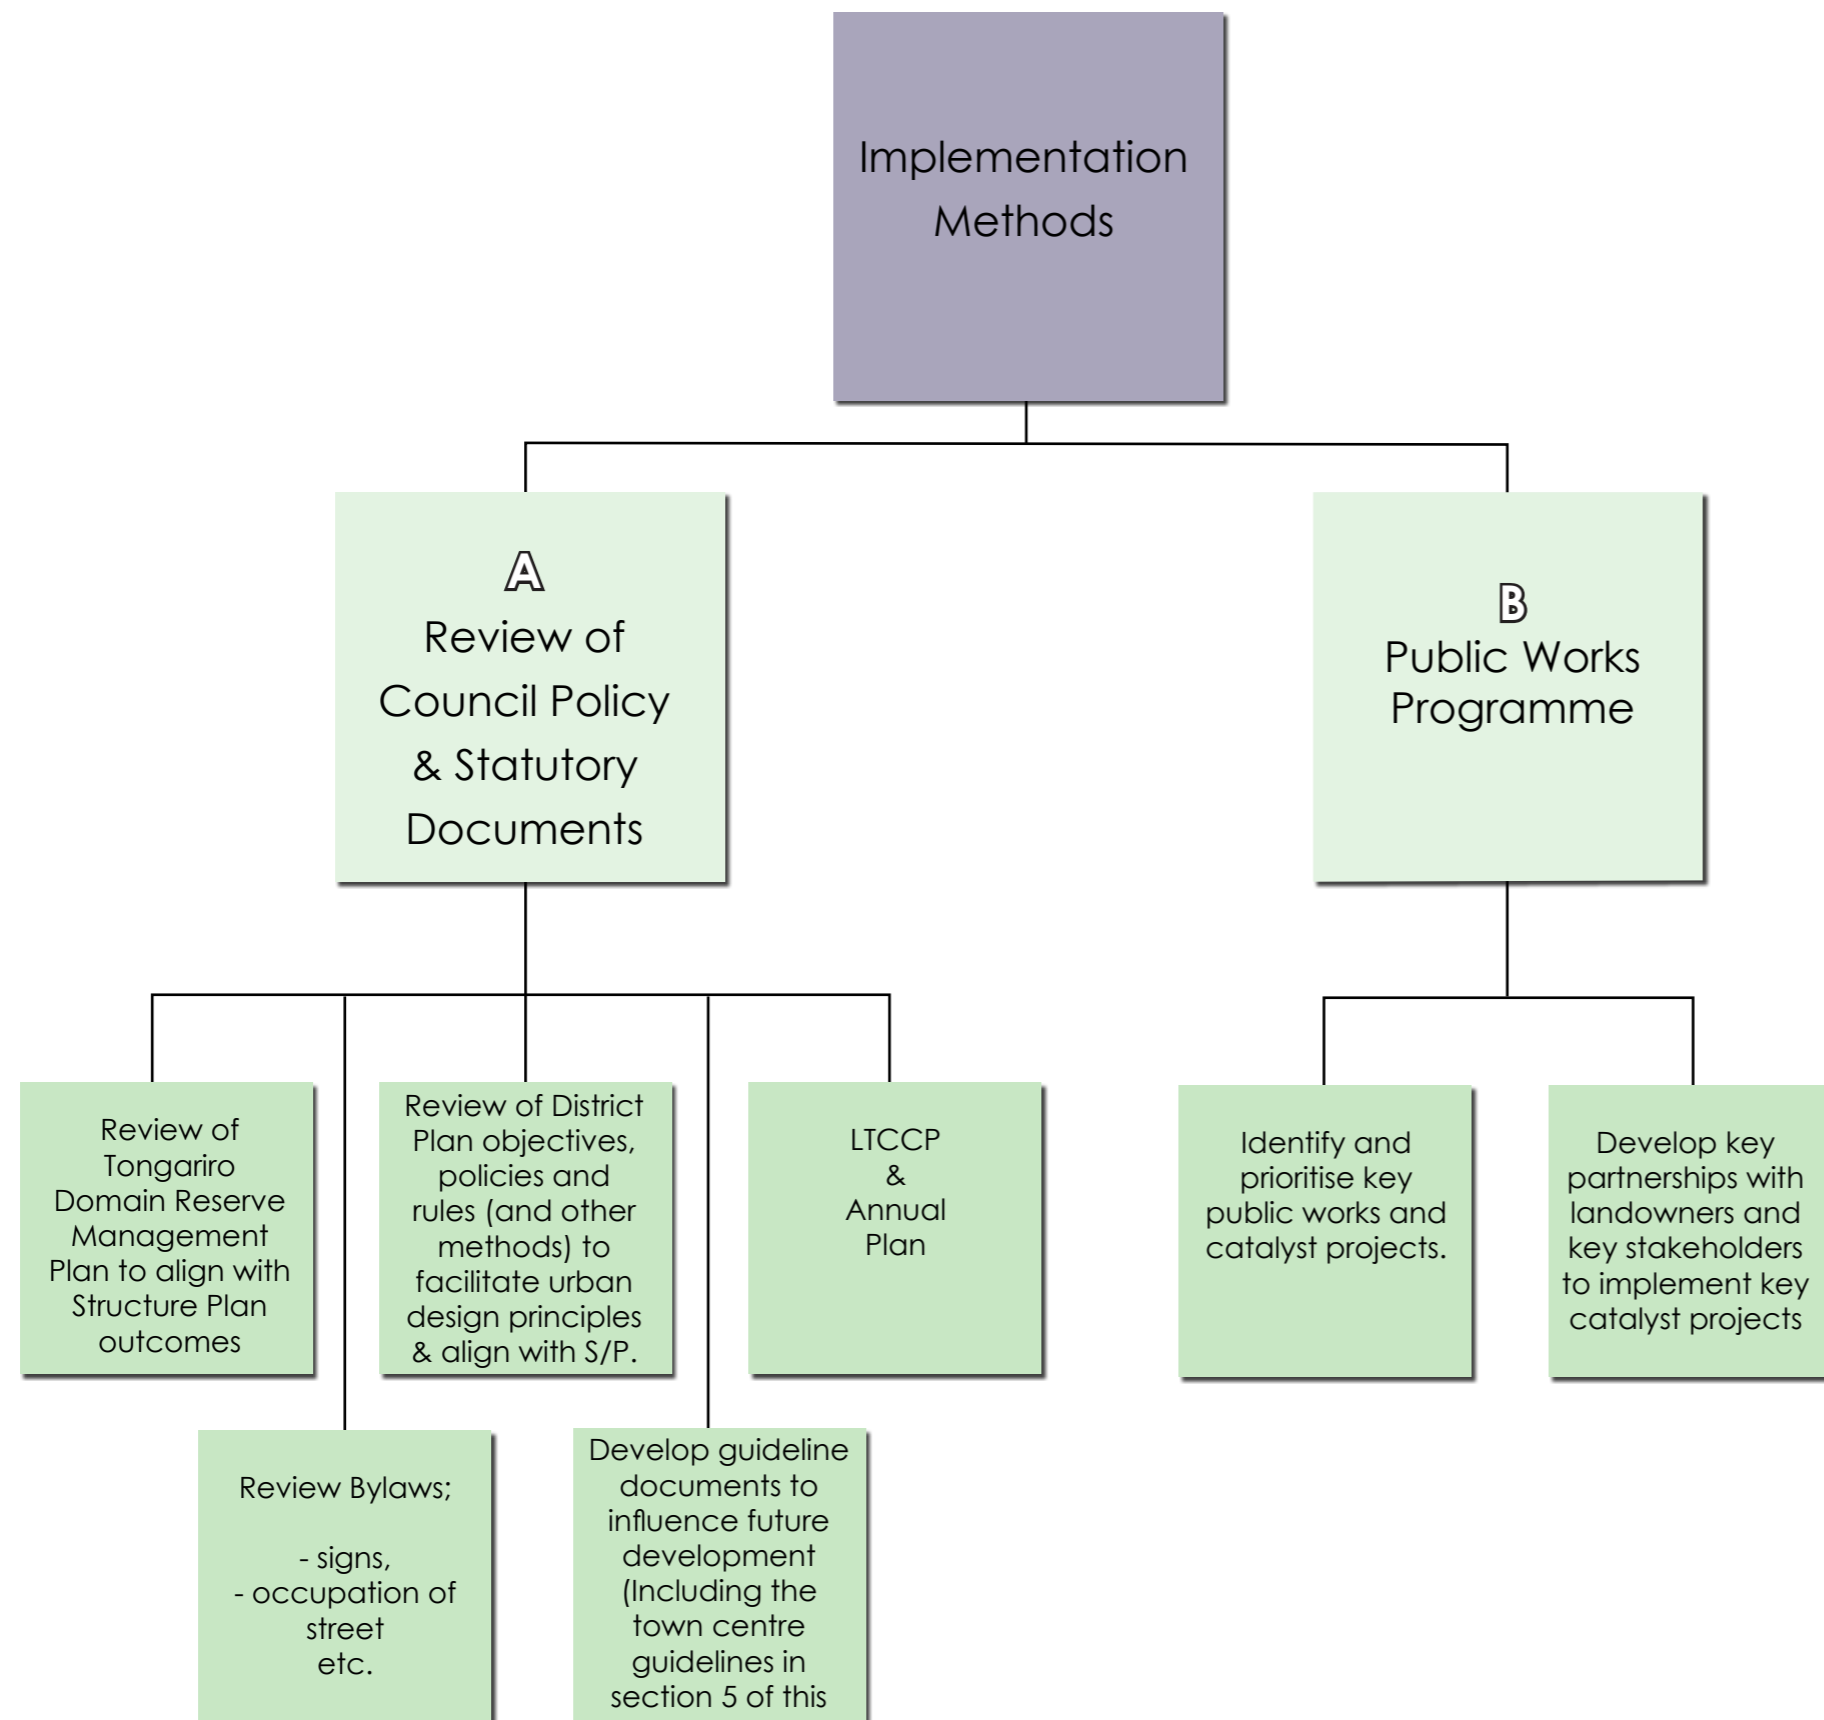 Implementation
Methods
A
Review of
Council Policy
& Statutory
Documents
B
Public Works
Programme
Review of
Tongariro
Domain Reserve
Management
Plan to align with
Structure Plan
outcomes
Review of District
Plan objectives,
policies and
rules (and other
methods) to
facilitate urban
design principles
& align with S/P.
LTCCP
&
Annual
Plan
Identify and
prioritise key
public works and
catalyst projects.
Develop key
partnerships with
landowners and
key stakeholders
to implement key
catalyst projects
Review Bylaws;
- signs,
- occupation of
street
etc.
Develop guideline
documents to
influence future
development
(Including the
town centre
guidelines in
section 5 of this